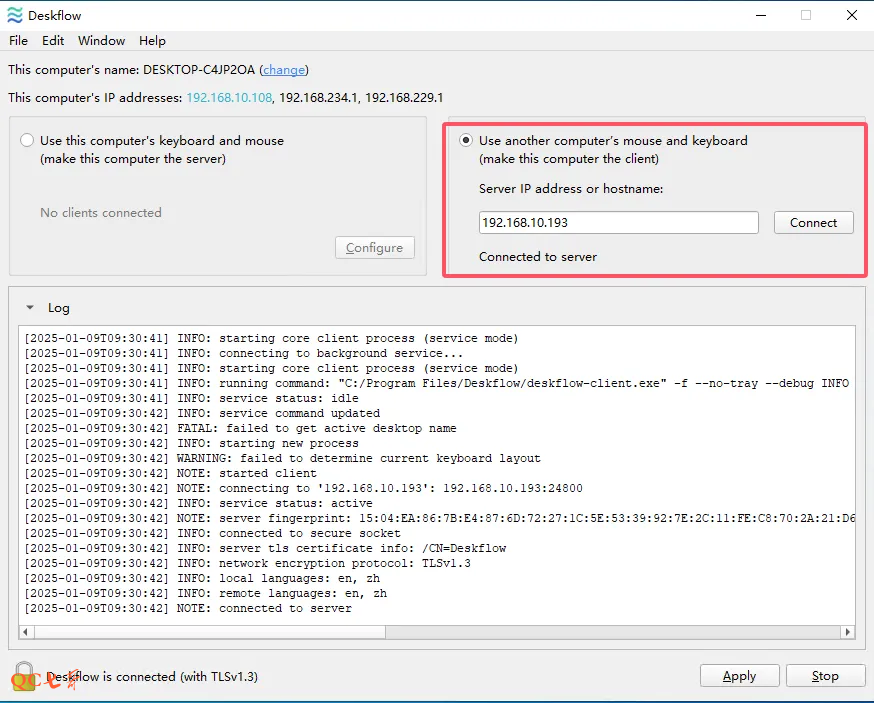 Deskflow
File Edit Window Help
This computer's name: DESKTOP-C4JP2OA (change)
This computer's IP addresses: 192.168.10.108, 192.168.234.1, 192.168.229.1
Use this computer's keyboard and mouse
(make this computer the server)
No clients connected
Configure
Use another computer's mouse and keyboard
(make this computer the client)
Server IP address or hostname:
192.168.10.193
Connect
Connected to server
Log
[2025-01-09T09:30:41] INFO: starting core client process (service mode)
[2025-01-09T09:30:41] INFO: connecting to background service...
[2025-01-09T09:30:41] INFO: starting core client process (service mode)
[2025-01-09T09:30:41] INFO: running command: "C:/Program Files/Deskflow/deskflow-client.exe" -f --no-tray --debug INFO
[2025-01-09T09:30:41] INFO: service status: idle
[2025-01-09T09:30:42] INFO: service command updated
[2025-01-09T09:30:42] FATAL: failed to get active desktop name
[2025-01-09T09:30:42] INFO: starting new process
[2025-01-09T09:30:42] WARNING: failed to determine current keyboard layout
[2025-01-09T09:30:42] NOTE: started client
[2025-01-09T09:30:42] NOTE: connecting to '192.168.10.193': 192.168.10.193:24800
[2025-01-09T09:30:42] INFO: service status: active
[2025-01-09T09:30:42] NOTE: server fingerprint: 15:04:EA:86:7B:E4:87:6D:72:27:1C:5E:53:39:92:7E:2C:11:FE:C8:70:2A:21:D6
[2025-01-09T09:30:42] INFO: connected to secure socket
[2025-01-09T09:30:42] INFO: server tls certificate info: /CN=Deskflow
[2025-01-09T09:30:42] INFO: network encryption protocol: TLSv1.3
[2025-01-09T09:30:42] INFO: local languages: en, zh
[2025-01-09T09:30:42] INFO: remote languages: en, zh
[2025-01-09T09:30:42] NOTE: connected to server
Deskflow is connected (with TLSv1.3)
Apply
Stop